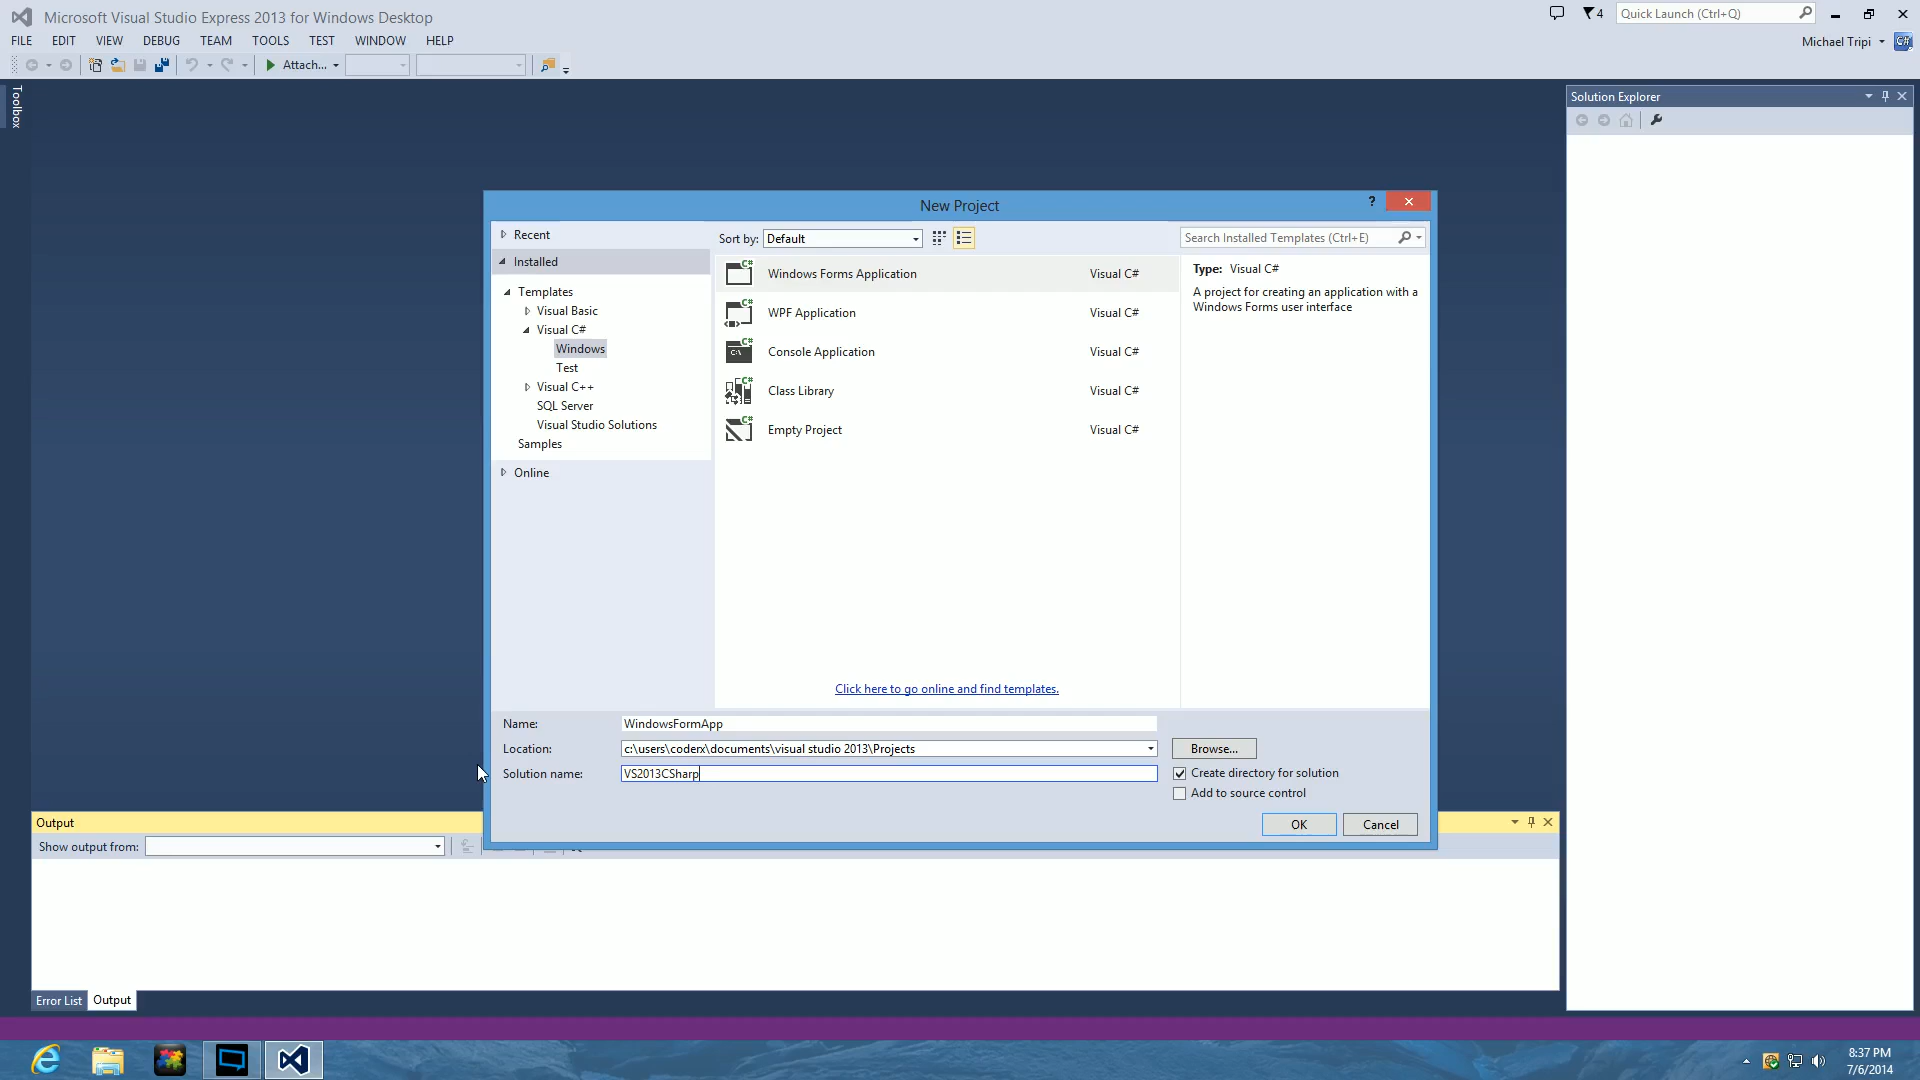 Microsoft Visual Studio Express 2013 for Windows Desktop
4
Quick Launch (Ctrl+Q)
FILE EDIT VIEW DEBUG TEAM TOOLS TEST WINDOW HELP
Michael Tripi
C#
Attach...
Toolbox
Solution Explorer
New Project
?
Recent
Sort by: Default
Search Installed Templates (Ctrl+E)
Installed
Templates
Visual Basic
Visual C#
Windows
Test
Visual C++
SQL Server
Visual Studio Solutions
Samples
Online
C# Windows Forms Application Visual C#
C# WPF Application Visual C#
C# Console Application Visual C#
C# Class Library Visual C#
C# Empty Project Visual C#
Type: Visual C#
A project for creating an application with a
Windows Forms user interface
Click here to go online and find templates.
Name: WindowsFormApp
Location: c:\users\coderx\documents\visual studio 2013\Projects
Browse...
Solution name: VS2013CSharp
Create directory for solution
Add to source control
OK Cancel
Output
Show output from:
Error List Output
8:37 PM
7/6/2014